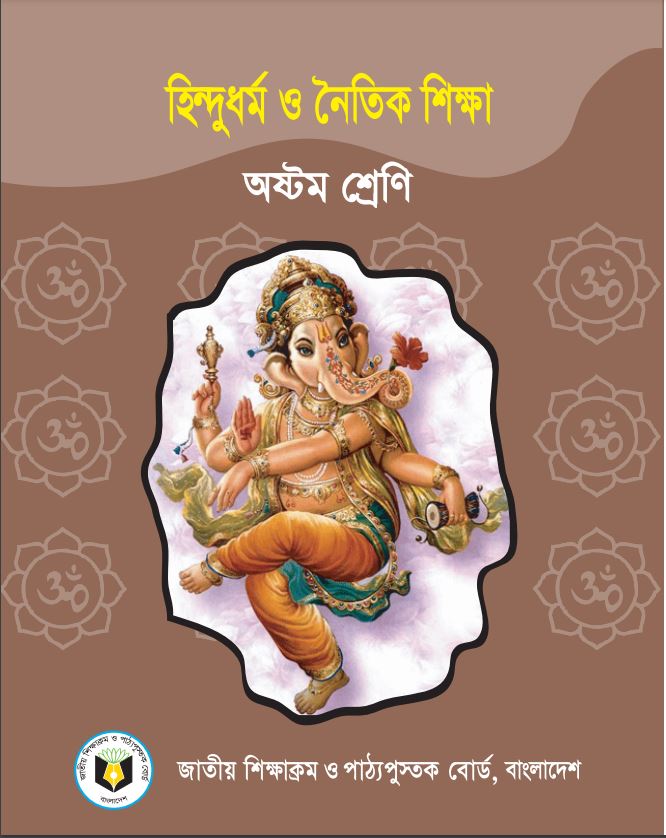 হিন্দুধর্ম ও নৈতিক শিক্ষা
অষ্টম শ্রেণি
ॐ ॐ
ॐ ॐ
ॐ ॐ
জাতীয় শিক্ষাক্রম ও পাঠ্যপুস্তক বোর্ড
বাংলাদেশ
জাতীয় শিক্ষাক্রম ও পাঠ্যপুস্তক বোর্ড, বাংলাদেশ